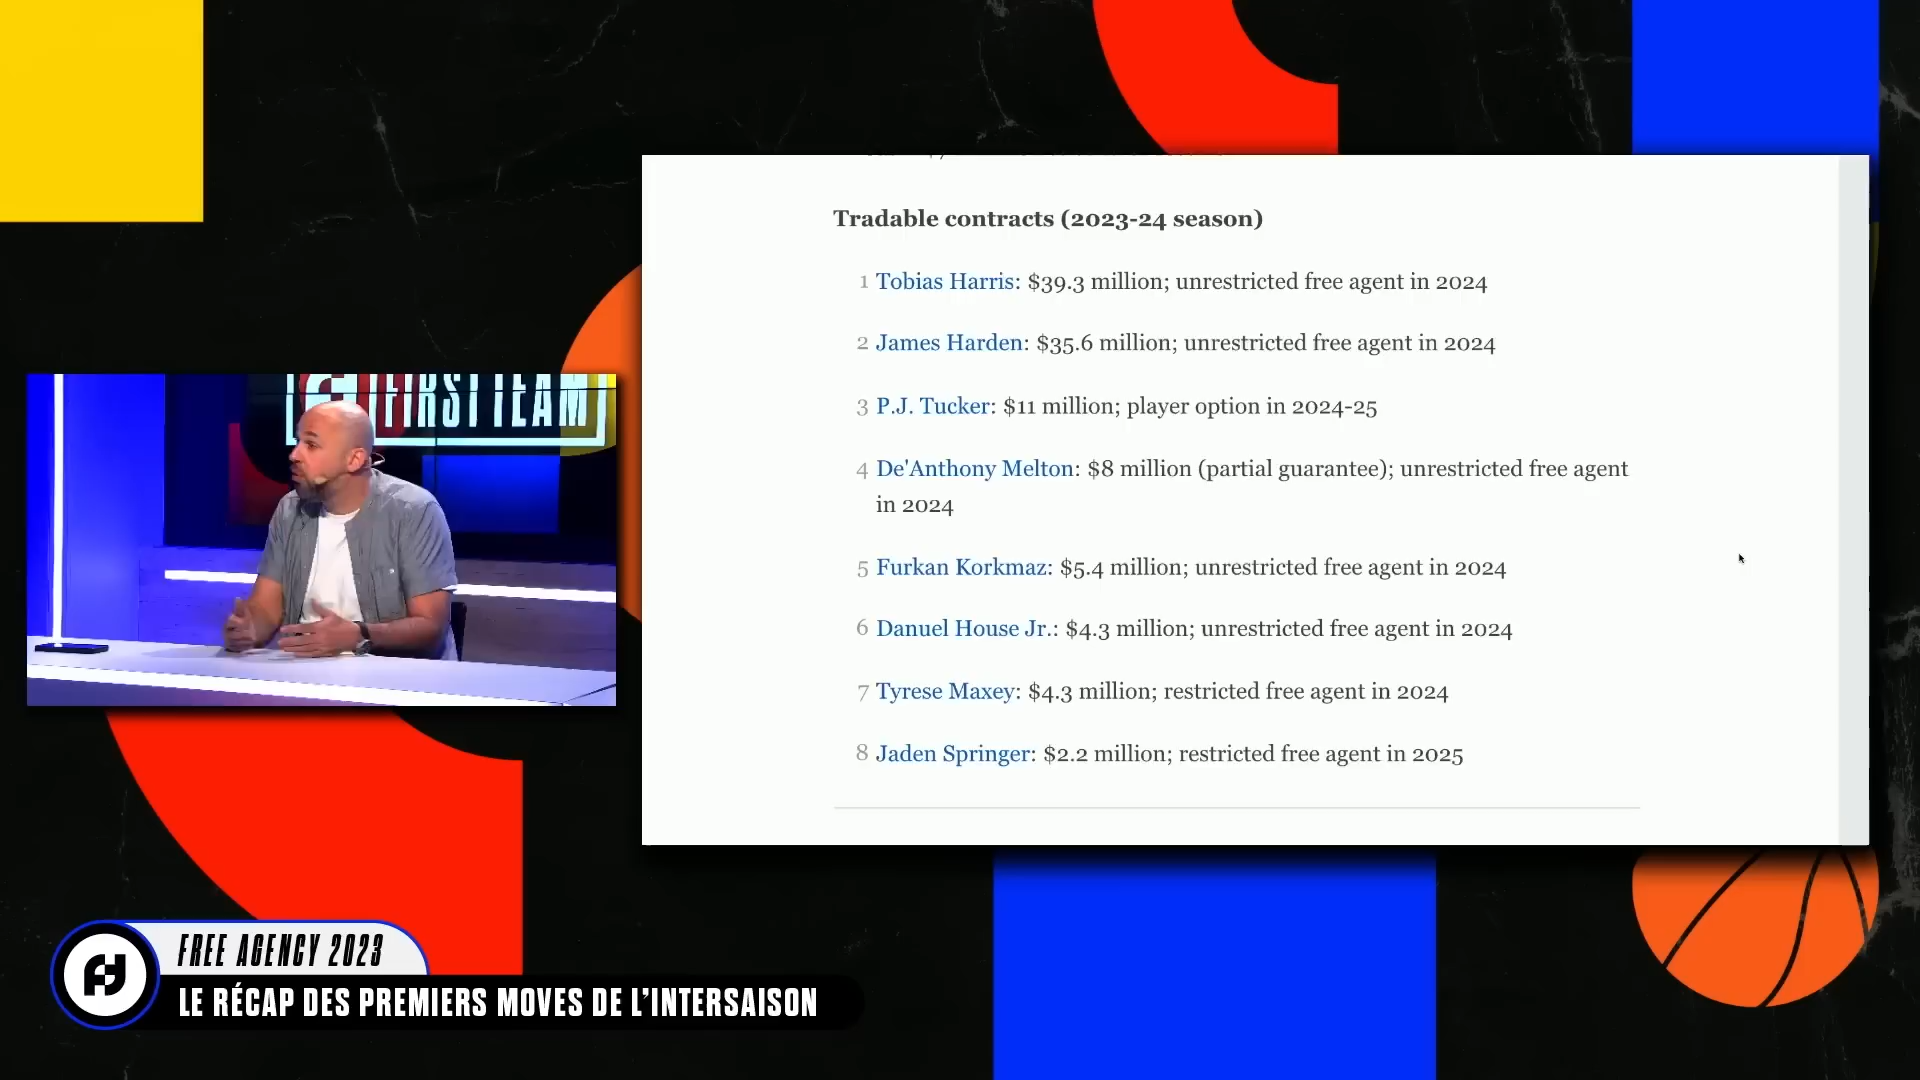 Tradable contracts (2023-24 season)
1 Tobias Harris: $39.3 million; unrestricted free agent in 2024
2 James Harden: $35.6 million; unrestricted free agent in 2024
3 P.J. Tucker: $11 million; player option in 2024-25
4 De'Anthony Melton: $8 million (partial guarantee); unrestricted free agent
in 2024
5 Furkan Korkmaz: $5.4 million; unrestricted free agent in 2024
6 Danuel House Jr.: $4.3 million; unrestricted free agent in 2024
7 Tyrese Maxey: $4.3 million; restricted free agent in 2024
8 Jaden Springer: $2.2 million; restricted free agent in 2025
FIRST TEAM
FREE AGENCY 2023
LE RÉCAP DES PREMIERS MOVES DE L'INTERSAISON